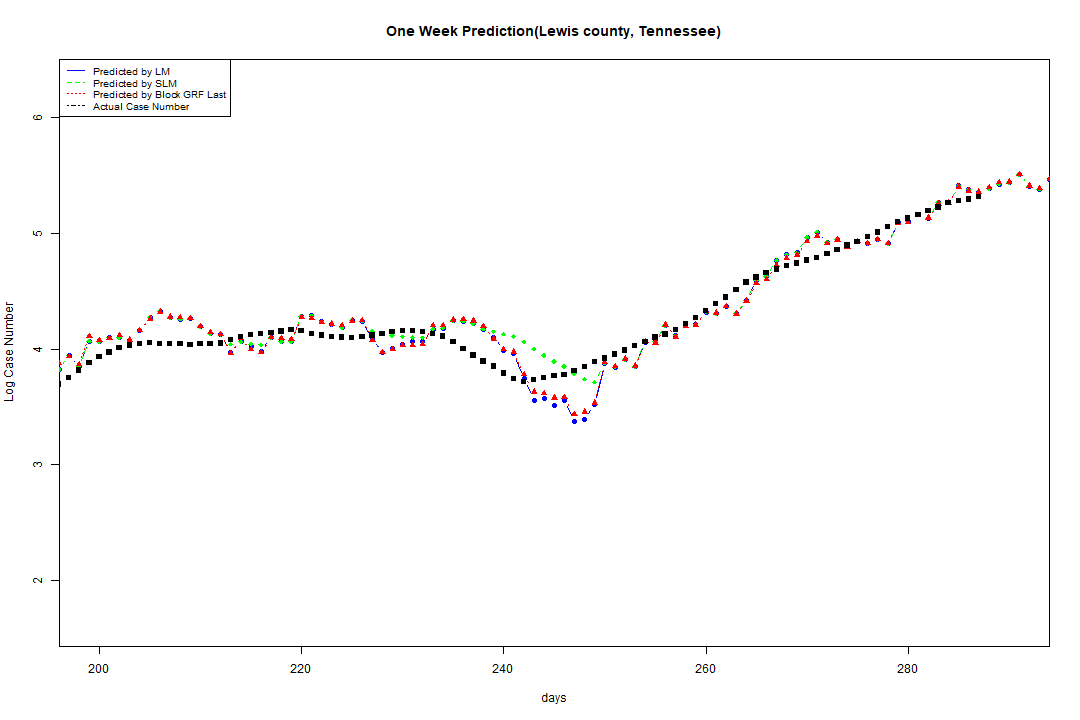 One Week Prediction(Lewis county, Tennessee)
Predicted by LM
Predicted by SLM
Predicted by Block GRF Last
Actual Case Number
6
5
4
3
2
Log Case Number
200 220 240 260 280
days